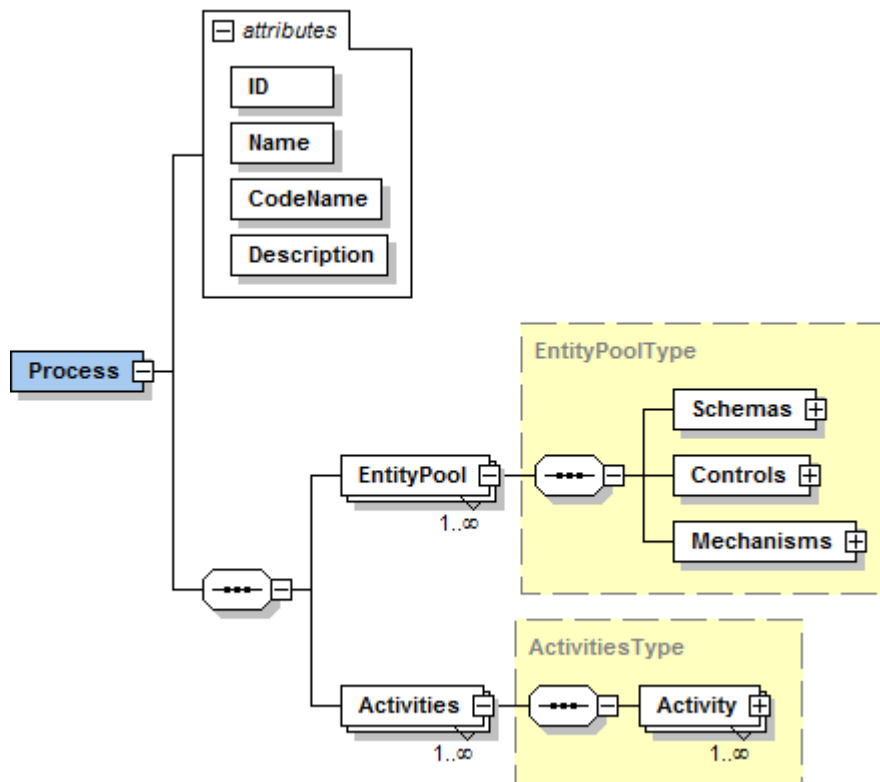 attributes
ID
Name
CodeName
Description
Process
EntityPoolType
Schemas
EntityPool
Controls
1..∞
Mechanisms
ActivitiesType
Activities
Activity
1..∞
1..∞